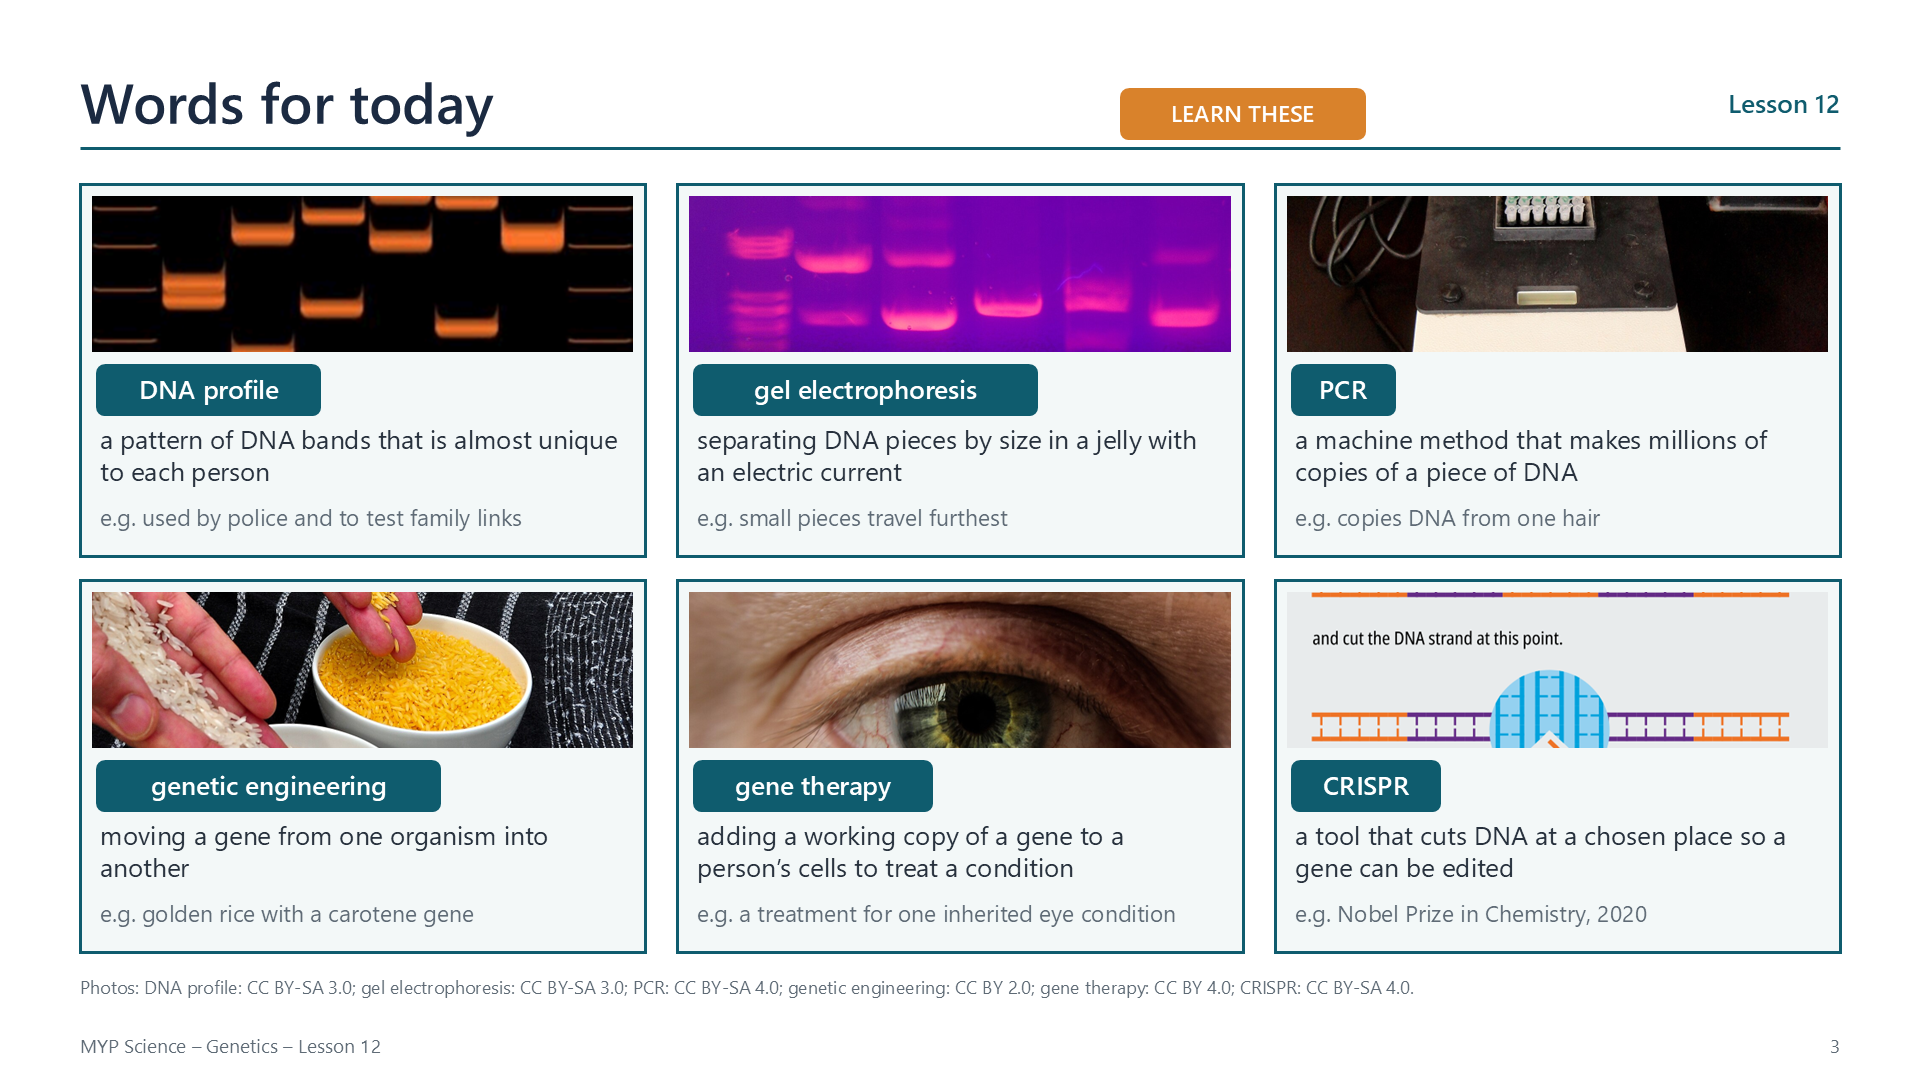 Words for today
LEARN THESE
Lesson 12
DNA profile
a pattern of DNA bands that is almost unique
to each person
e.g. used by police and to test family links
gel electrophoresis
separating DNA pieces by size in a jelly with
an electric current
e.g. small pieces travel furthest
PCR
a machine method that makes millions of
copies of a piece of DNA
e.g. copies DNA from one hair
genetic engineering
moving a gene from one organism into
another
e.g. golden rice with a carotene gene
gene therapy
adding a working copy of a gene to a
person’s cells to treat a condition
e.g. a treatment for one inherited eye condition
and cut the DNA strand at this point.
CRISPR
a tool that cuts DNA at a chosen place so a
gene can be edited
e.g. Nobel Prize in Chemistry, 2020
Photos: DNA profile: CC BY-SA 3.0; gel electrophoresis: CC BY-SA 3.0; PCR: CC BY-SA 4.0; genetic engineering: CC BY 2.0; gene therapy: CC BY 4.0; CRISPR: CC BY-SA 4.0.
MYP Science – Genetics – Lesson 12
3